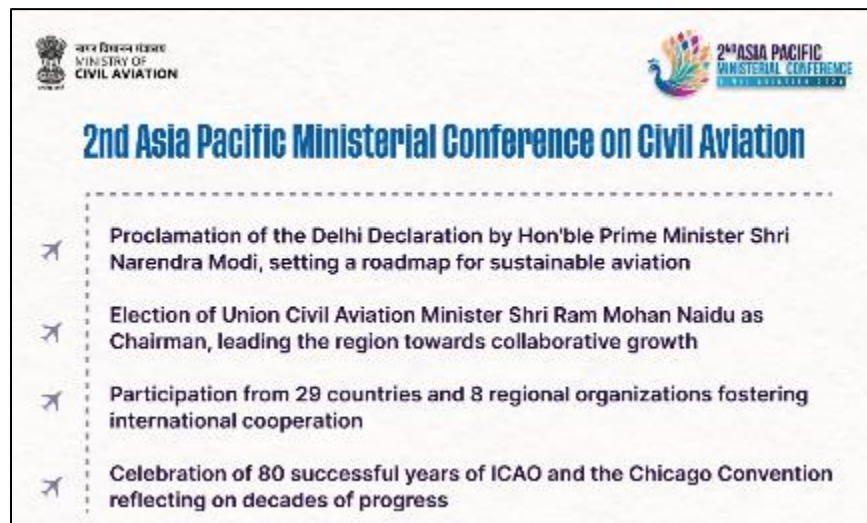 नागर विमानन मंत्रालय
MINISTRY OF
CIVIL AVIATION
2ND ASIA PACIFIC
MINISTERIAL CONFERENCE
CIVIL AVIATION 2024
2nd Asia Pacific Ministerial Conference on Civil Aviation
Proclamation of the Delhi Declaration by Hon'ble Prime Minister Shri
Narendra Modi, setting a roadmap for sustainable aviation
Election of Union Civil Aviation Minister Shri Ram Mohan Naidu as
Chairman, leading the region towards collaborative growth
Participation from 29 countries and 8 regional organizations fostering
international cooperation
Celebration of 80 successful years of ICAO and the Chicago Convention
reflecting on decades of progress